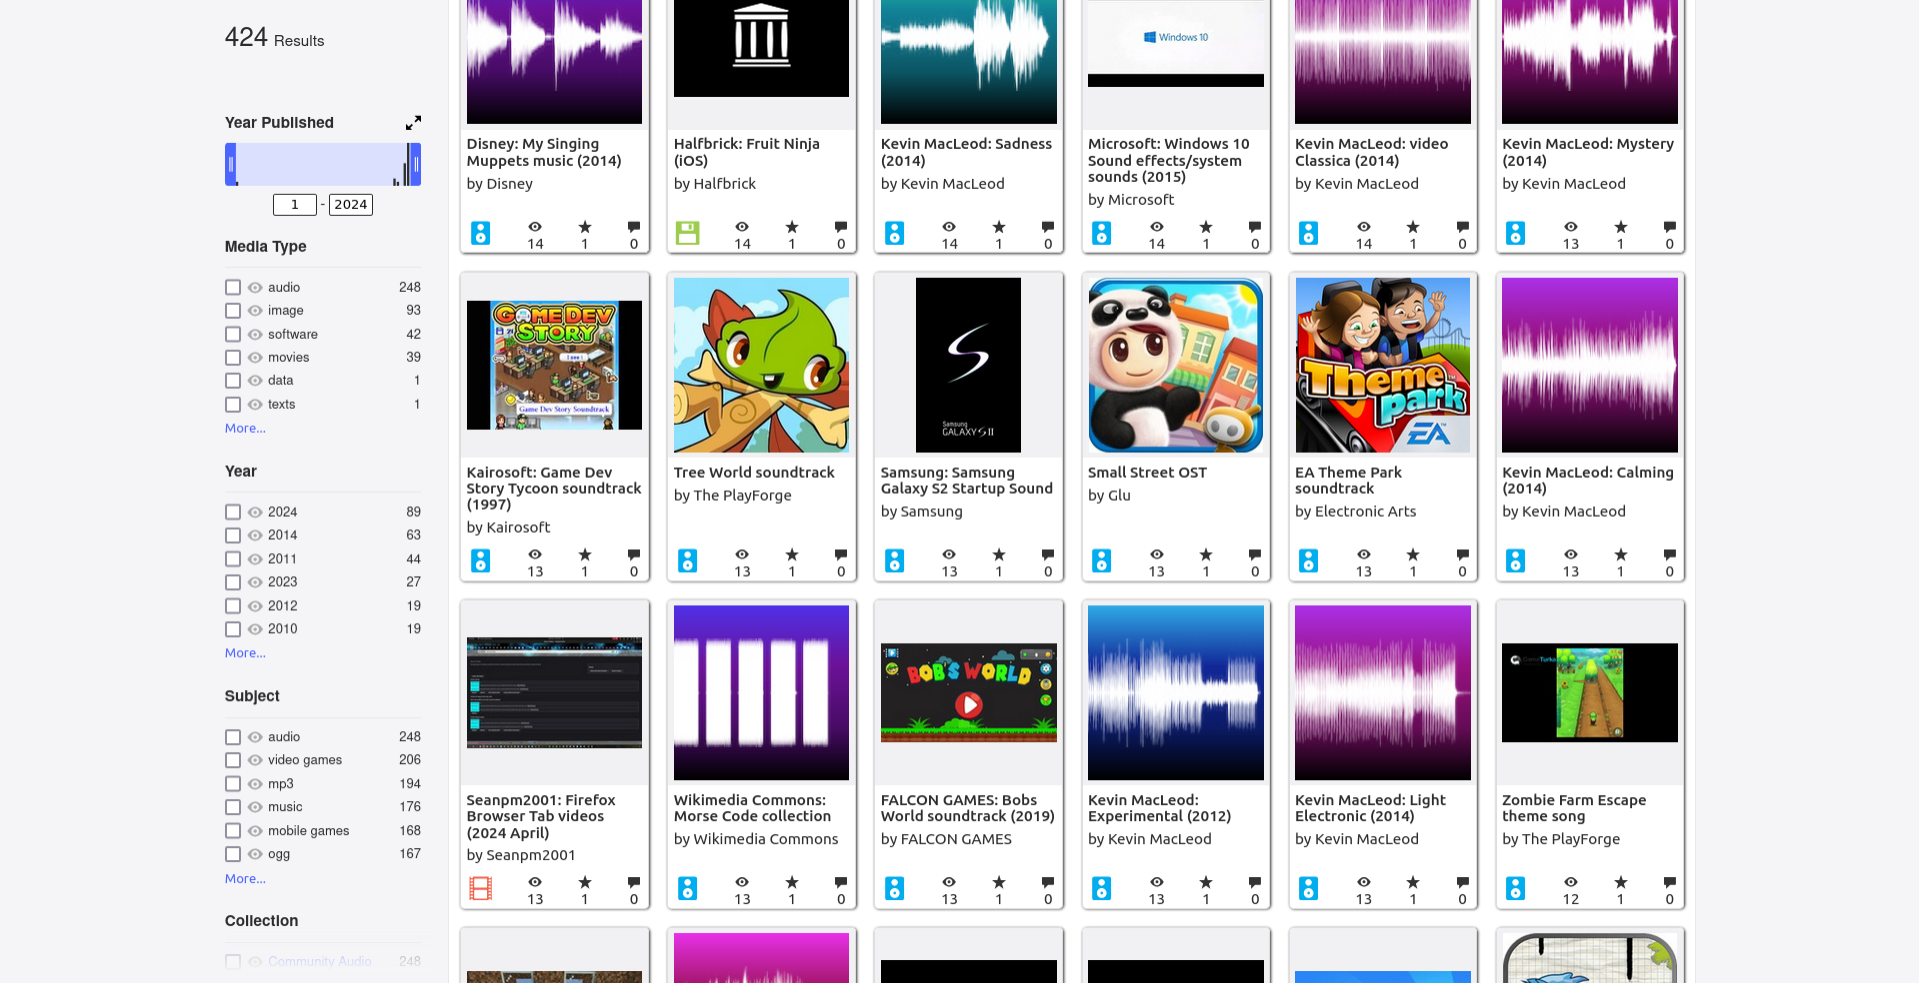 424 Results
Year Published
1 - 2024
Media Type
audio 248
image 93
software 42
movies 39
data 1
texts 1
More...
Year
2024 89
2014 63
2011 44
2023 27
2012 19
2010 19
More...
Subject
audio 248
video games 206
mp3 194
music 176
mobile games 168
ogg 167
More...
Collection
Community Audio 248
Windows 10
Disney: My Singing
Muppets music (2014)
by Disney
14 1 0
Halfbrick: Fruit Ninja
(iOS)
by Halfbrick
14 1 0
Kevin MacLeod: Sadness
(2014)
by Kevin MacLeod
14 1 0
Microsoft: Windows 10
Sound effects/system
sounds (2015)
by Microsoft
14 1 0
Kevin MacLeod: video
Classica (2014)
by Kevin MacLeod
14 1 0
Kevin MacLeod: Mystery
(2014)
by Kevin MacLeod
13 1 0
GAME DEV
STORY
Game Dev Story Soundtrack
Kairosoft: Game Dev
Story Tycoon soundtrack
(1997)
by Kairosoft
13 1 0
Tree World soundtrack
by The PlayForge
13 1 0
Samsung
GALAXY S II
Samsung: Samsung
Galaxy S2 Startup Sound
by Samsung
13 1 0
Small Street OST
by Glu
13 1 0
Theme
park
EA
EA Theme Park
soundtrack
by Electronic Arts
13 1 0
Kevin MacLeod: Calming
(2014)
by Kevin MacLeod
13 1 0
Seanpm2001: Firefox
Browser Tab videos
(2024 April)
by Seanpm2001
13 1 0
Wikimedia Commons:
Morse Code collection
by Wikimedia Commons
13 1 0
BOB'S WORLD
FALCON GAMES: Bobs
World soundtrack (2019)
by FALCON GAMES
13 1 0
Kevin MacLeod:
Experimental (2012)
by Kevin MacLeod
13 1 0
Kevin MacLeod: Light
Electronic (2014)
by Kevin MacLeod
13 1 0
Zombie Farm Escape
theme song
by The PlayForge
12 1 0